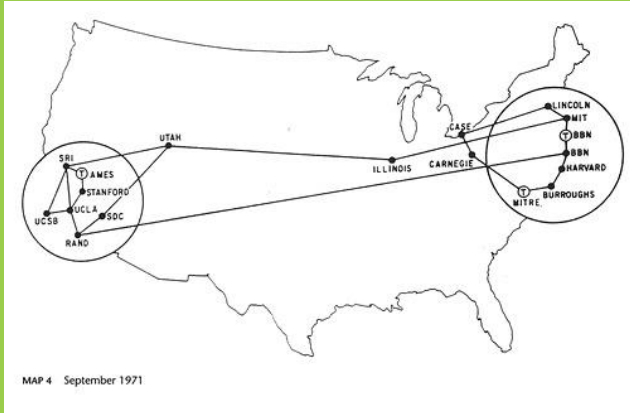 LINCOLN
MIT
CASE
T BBN
UTAH
BBN
SRI
ILLINOIS
CARNEGIE
HARVARD
T AMES
STANFORD
T
BURROUGHS
MITRE
UCSB
UCLA
SDC
RAND
MAP 4 September 1971